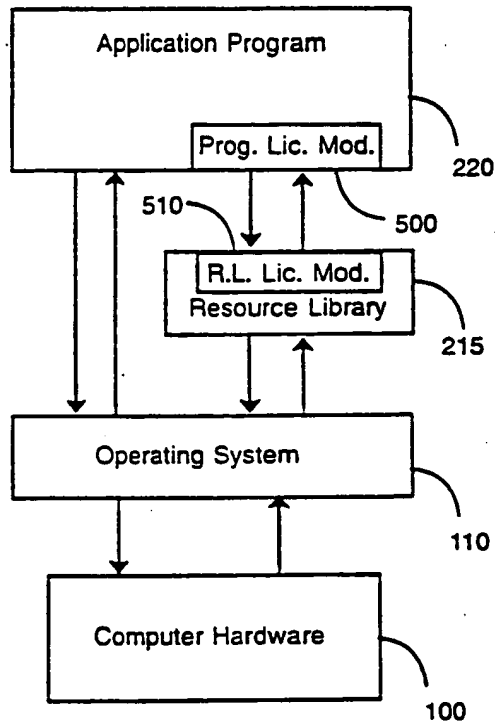 Application Program
Prog. Lic. Mod.
220
500
510
R.L. Lic. Mod.
Resource Library
215
Operating System
110
Computer Hardware
100